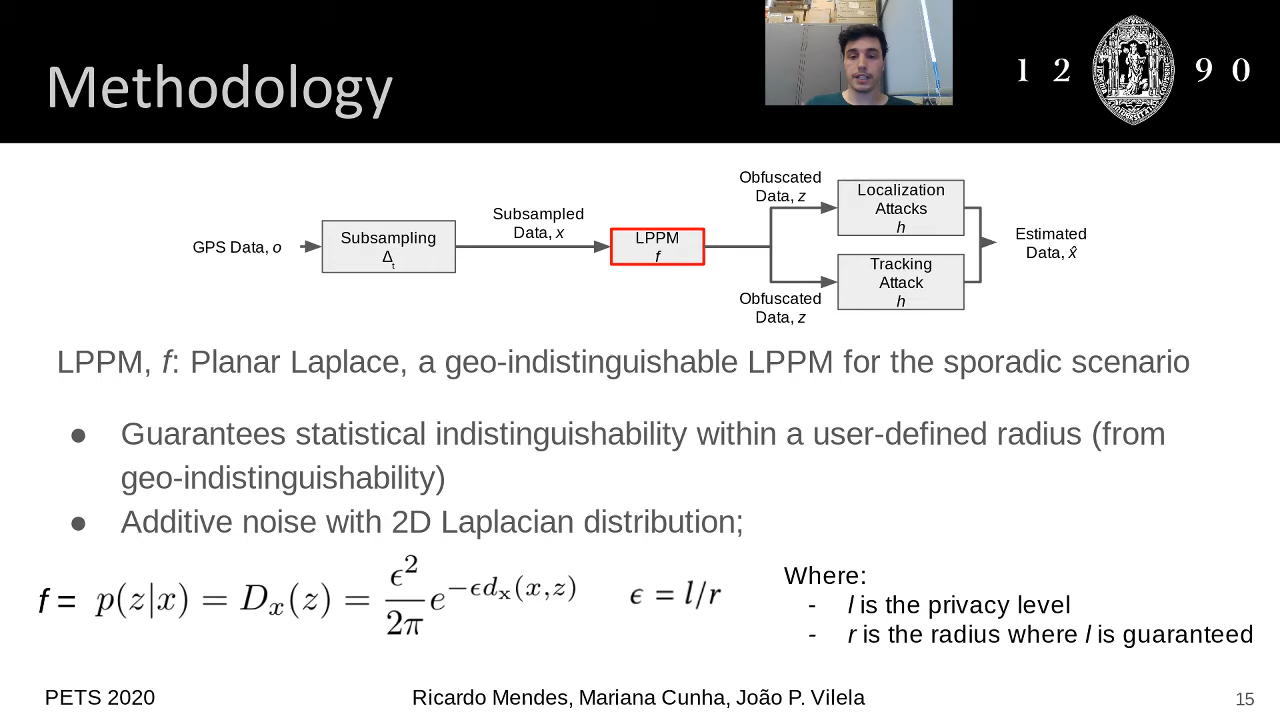 Methodology
1 2 9 0
Obfuscated
Data, z
Localization
Attacks
h
Subsampled
Data, x
GPS Data, o
Subsampling
Δt
LPPM
f
Estimated
Data, x̂
Tracking
Attack
h
Obfuscated
Data, z
LPPM, f: Planar Laplace, a geo-indistinguishable LPPM for the sporadic scenario
● Guarantees statistical indistinguishability within a user-defined radius (from
geo-indistinguishability)
● Additive noise with 2D Laplacian distribution;
f = p(z|x) = Dₓ(z) = ϵ²/2π e^−ϵdₓ(x,z) ϵ = l/r
Where:
- l is the privacy level
- r is the radius where l is guaranteed
PETS 2020 Ricardo Mendes, Mariana Cunha, João P. Vilela 15